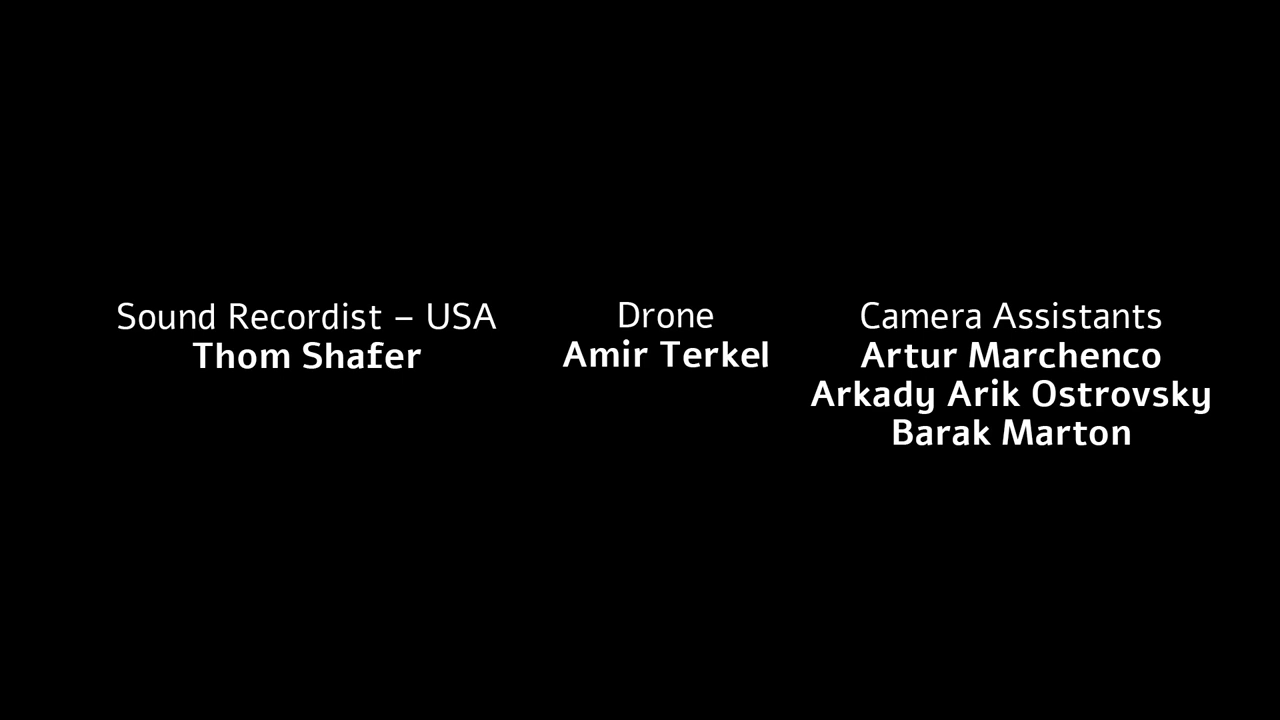 Sound Recordist – USA
Thom Shafer
Drone
Amir Terkel
Camera Assistants
Artur Marchenco
Arkady Arik Ostrovsky
Barak Marton